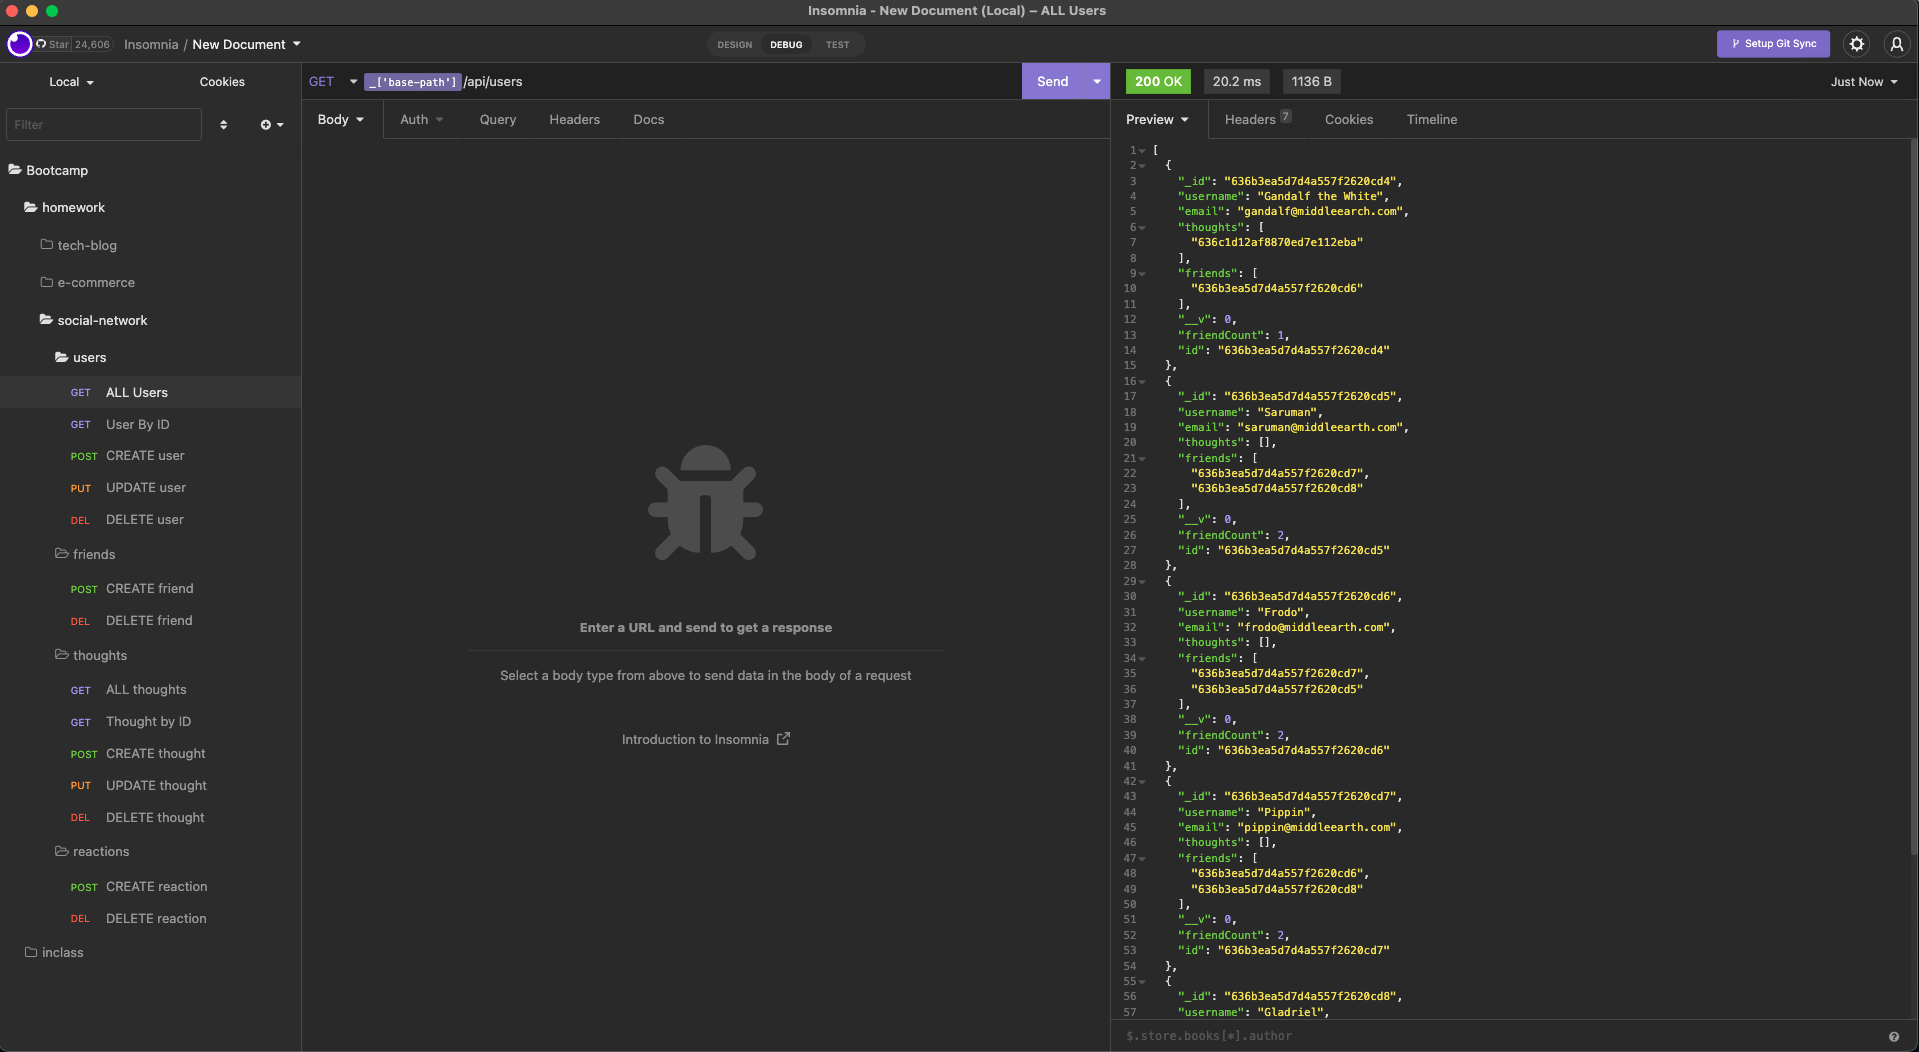 Insomnia - New Document (Local) – ALL Users
Star 24,606 Insomnia / New Document
DESIGN DEBUG TEST
Setup Git Sync
Local Cookies
Filter
Bootcamp
homework
tech-blog
e-commerce
social-network
users
GET ALL Users
GET User By ID
POST CREATE user
PUT UPDATE user
DEL DELETE user
friends
POST CREATE friend
DEL DELETE friend
thoughts
GET ALL thoughts
GET Thought by ID
POST CREATE thought
PUT UPDATE thought
DEL DELETE thought
reactions
POST CREATE reaction
DEL DELETE reaction
inclass
GET _['base-path']/api/users Send
Body Auth Query Headers Docs
Enter a URL and send to get a response
Select a body type from above to send data in the body of a request
Introduction to Insomnia
200 OK 20.2 ms 1136 B Just Now
Preview Headers 7 Cookies Timeline
1 [
2 {
3 "_id": "636b3ea5d7d4a557f2620cd4",
4 "username": "Gandalf the White",
5 "email": "gandalf@middleearch.com",
6 "thoughts": [
7 "636c1d12af8870ed7e112eba"
8 ],
9 "friends": [
10 "636b3ea5d7d4a557f2620cd6"
11 ],
12 "__v": 0,
13 "friendCount": 1,
14 "id": "636b3ea5d7d4a557f2620cd4"
15 },
16 {
17 "_id": "636b3ea5d7d4a557f2620cd5",
18 "username": "Saruman",
19 "email": "saruman@middleearth.com",
20 "thoughts": [],
21 "friends": [
22 "636b3ea5d7d4a557f2620cd7",
23 "636b3ea5d7d4a557f2620cd8"
24 ],
25 "__v": 0,
26 "friendCount": 2,
27 "id": "636b3ea5d7d4a557f2620cd5"
28 },
29 {
30 "_id": "636b3ea5d7d4a557f2620cd6",
31 "username": "Frodo",
32 "email": "frodo@middleearth.com",
33 "thoughts": [],
34 "friends": [
35 "636b3ea5d7d4a557f2620cd7",
36 "636b3ea5d7d4a557f2620cd5"
37 ],
38 "__v": 0,
39 "friendCount": 2,
40 "id": "636b3ea5d7d4a557f2620cd6"
41 },
42 {
43 "_id": "636b3ea5d7d4a557f2620cd7",
44 "username": "Pippin",
45 "email": "pippin@middleearth.com",
46 "thoughts": [],
47 "friends": [
48 "636b3ea5d7d4a557f2620cd6",
49 "636b3ea5d7d4a557f2620cd8"
50 ],
51 "__v": 0,
52 "friendCount": 2,
53 "id": "636b3ea5d7d4a557f2620cd7"
54 },
55 {
56 "_id": "636b3ea5d7d4a557f2620cd8",
57 "username": "Gladriel",
$.store.books[*].author